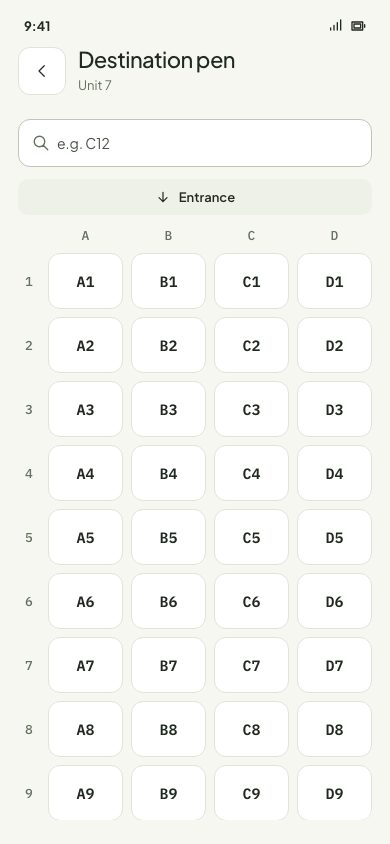 9:41
Destination pen
Unit 7
e.g. C12
Entrance
A B C D
1 A1 B1 C1 D1
2 A2 B2 C2 D2
3 A3 B3 C3 D3
4 A4 B4 C4 D4
5 A5 B5 C5 D5
6 A6 B6 C6 D6
7 A7 B7 C7 D7
8 A8 B8 C8 D8
9 A9 B9 C9 D9